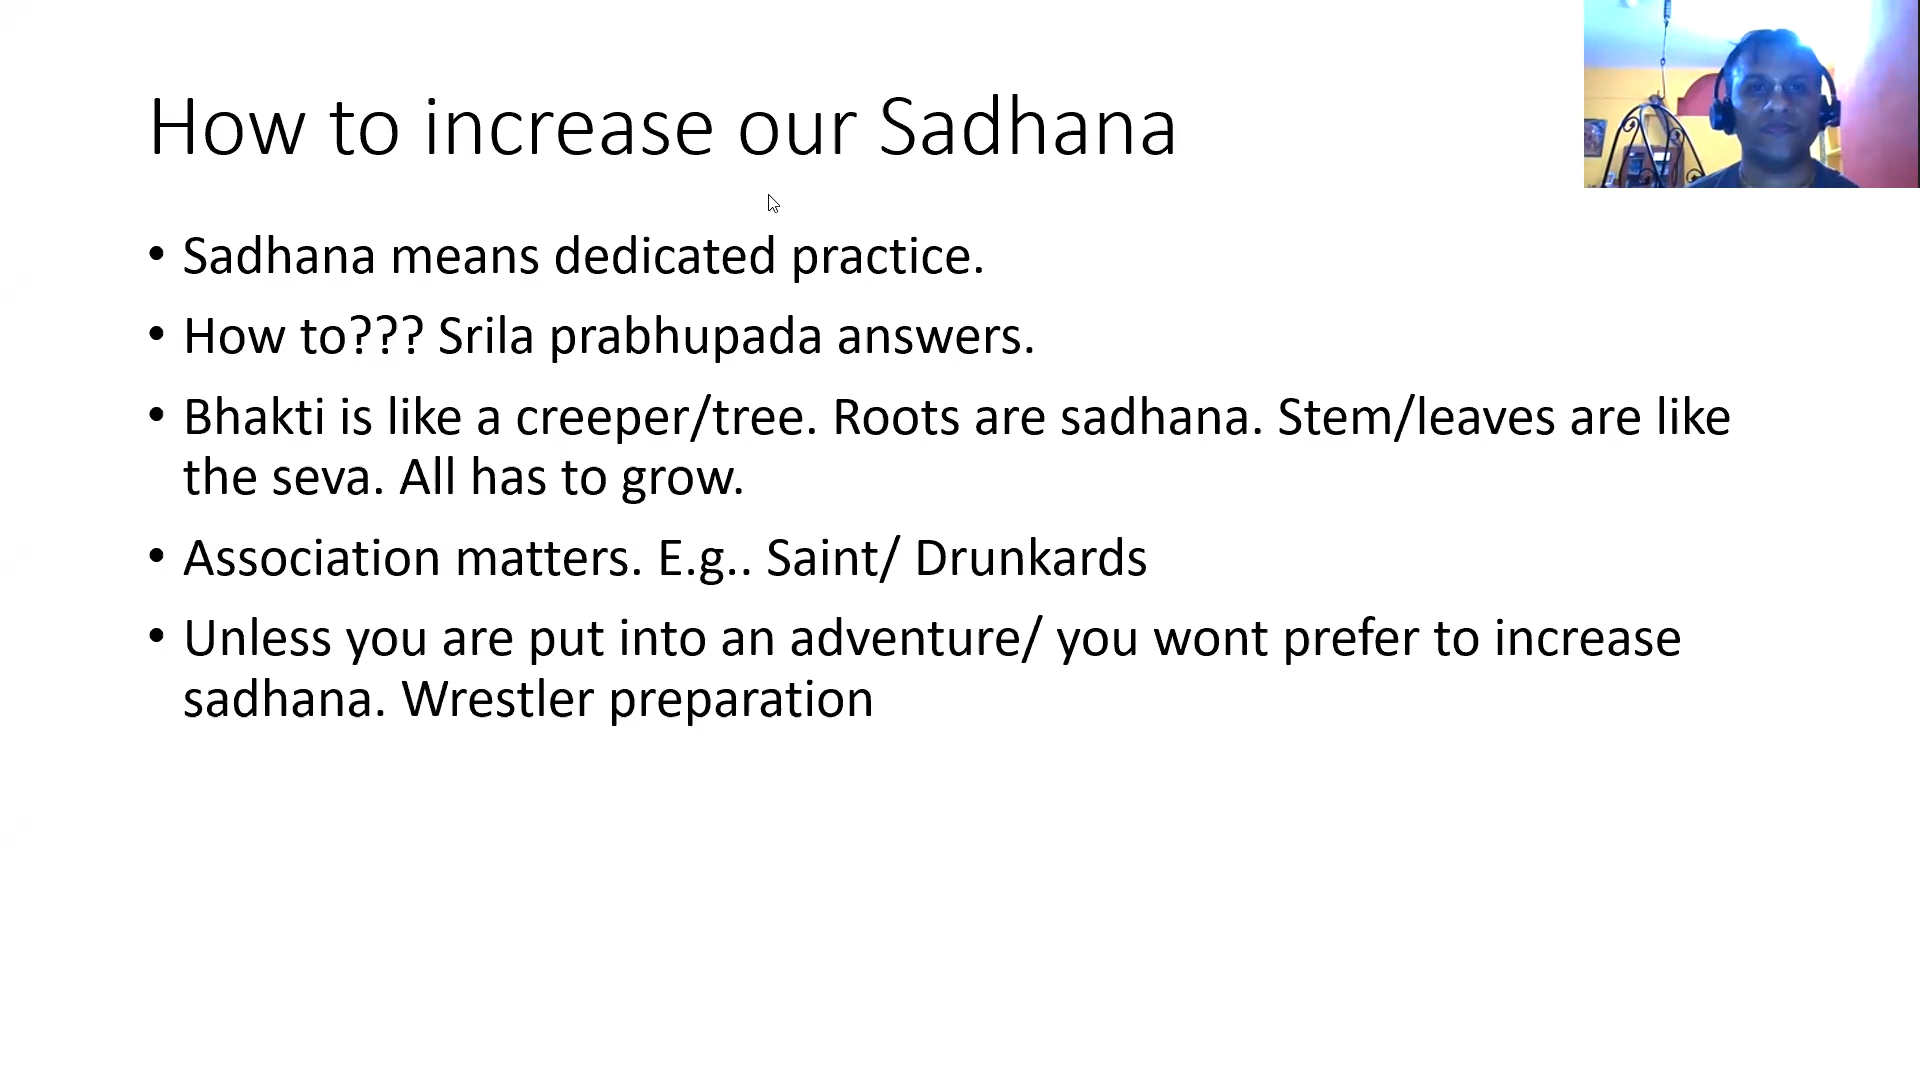 How to increase our Sadhana
• Sadhana means dedicated practice.
• How to??? Srila prabhupada answers.
• Bhakti is like a creeper/tree. Roots are sadhana. Stem/leaves are like
the seva. All has to grow.
• Association matters. E.g.. Saint/ Drunkards
• Unless you are put into an adventure/ you wont prefer to increase
sadhana. Wrestler preparation